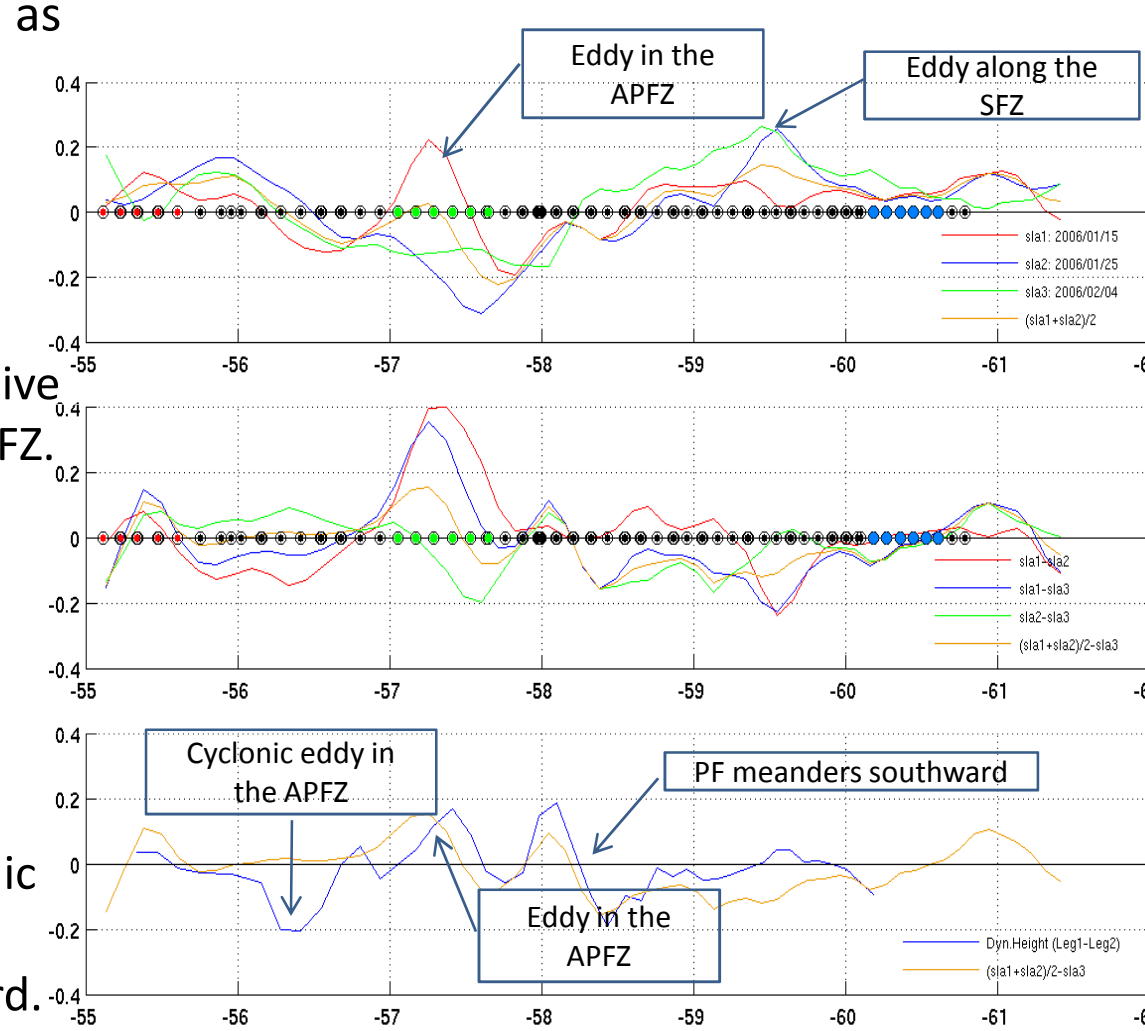 as
Eddy in the
APFZ
Eddy along the
SFZ
0.4
0.2
0
-0.2
-0.4
sla1: 2006/01/15
sla2: 2006/01/25
sla3: 2006/02/04
(sla1+sla2)/2
-55 -56 -57 -58 -59 -60 -61
ive
FZ.
0.4
0.2
0
-0.2
-0.4
sla1-sla2
sla1-sla3
sla2-sla3
(sla1+sla2)/2-sla3
-55 -56 -57 -58 -59 -60 -61
0.4
0.2
0
-0.2
-0.4
Cyclonic eddy in
the APFZ
PF meanders southward
ic
Eddy in the
APFZ
Dyn.Height (Leg1-Leg2)
(sla1+sla2)/2-sla3
rd.
-55 -56 -57 -58 -59 -60 -61